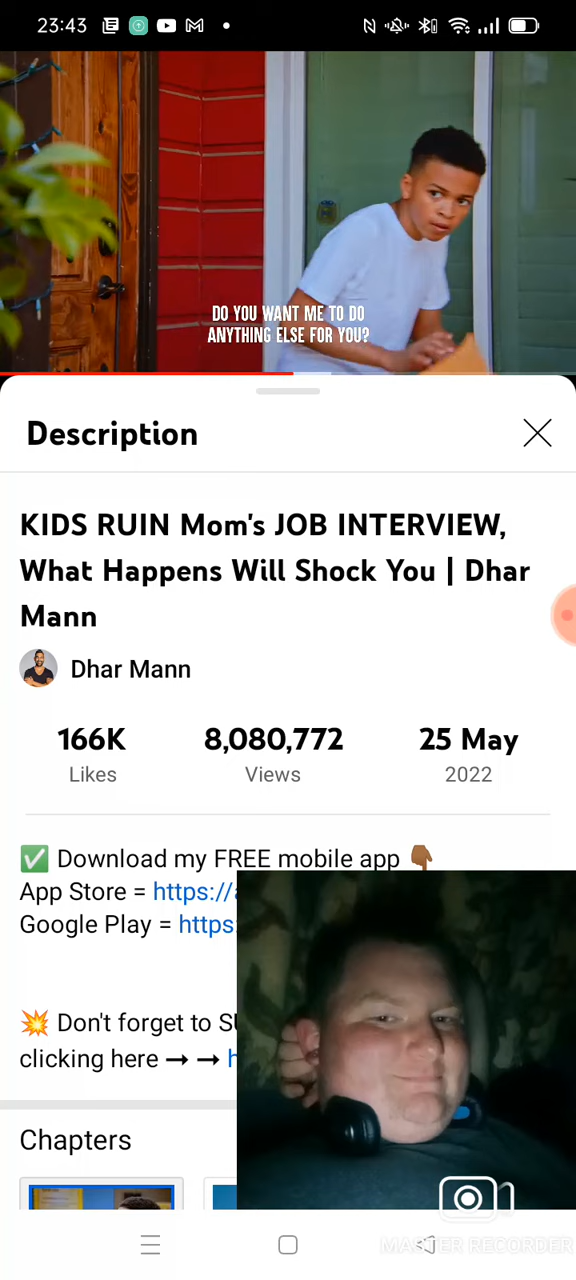 23:43
DO YOU WANT ME TO DO
ANYTHING ELSE FOR YOU?
Description
KIDS RUIN Mom's JOB INTERVIEW,
What Happens Will Shock You | Dhar
Mann
Dhar Mann
166K 8,080,772 25 May
Likes Views 2022
✅ Download my FREE mobile app 👇🏾
App Store = https://
Google Play = https
💥 Don't forget to
clicking here → →
Chapters
MASTER RECORDER